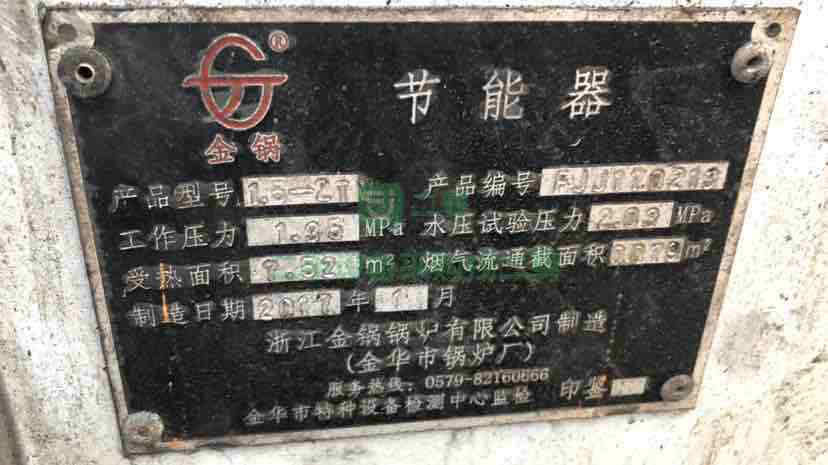 ®
金锅
节能器
产品型号 1.5-2T 产品编号
工作压力 MPa 水压试验压力 MPa
受热面积 7.52 m² 烟气流通截面积 m²
制造日期 2017 年 1 月
浙江金锅锅炉有限公司制造
(金华市锅炉厂)
服务热线: 0579-82160666 印鉴
金华市特种设备检测中心监检